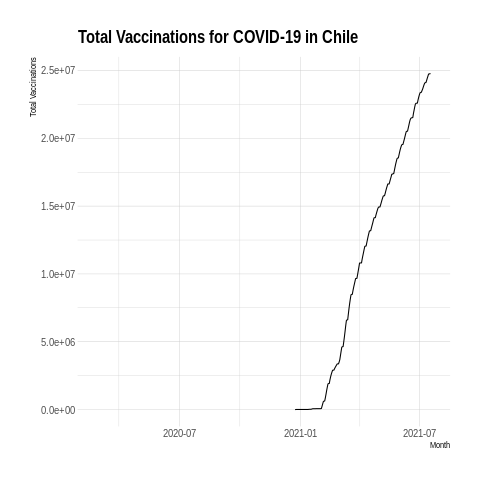 Total Vaccinations for COVID-19 in Chile
Total Vaccinations
2.5e+07
2.0e+07
1.5e+07
1.0e+07
5.0e+06
0.0e+00
2020-07 2021-01 2021-07
Month